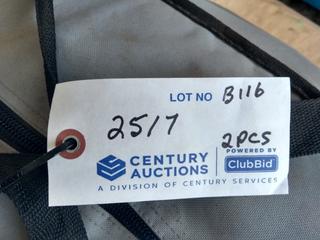 LOT NO B116
2517
2PCS
CENTURY AUCTIONS
POWERED BY
ClubBid
A DIVISION OF CENTURY SERVICES